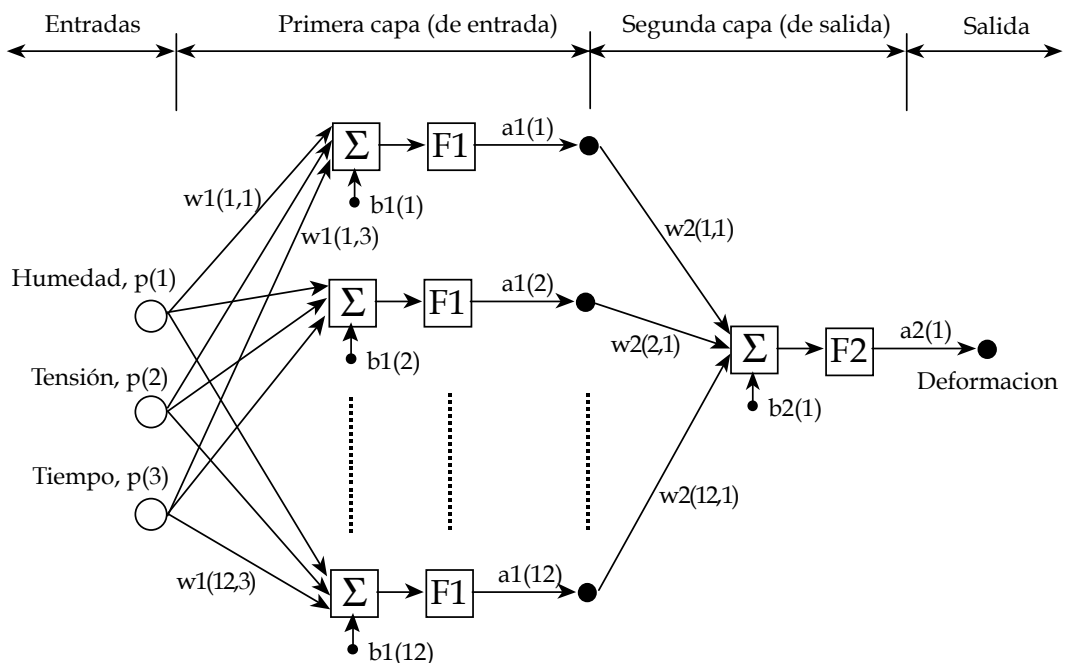 Entradas
Primera capa (de entrada)
Segunda capa (de salida)
Salida
a1(1)
Σ
F1
w1(1,1)
b1(1)
w1(1,3)
w2(1,1)
Humedad, p(1)
a1(2)
Σ
F1
w2(2,1)
a2(1)
Σ
F2
b1(2)
Tensión, p(2)
Deformacion
b2(1)
Tiempo, p(3)
w2(12,1)
w1(12,3)
a1(12)
Σ
F1
b1(12)